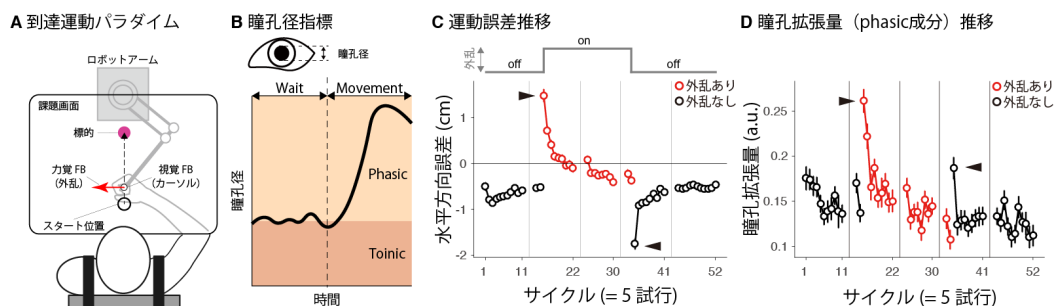 A 到達運動パラダイム
ロボットアーム
課題画面
標的
力覚 FB
（外乱）
視覚 FB
（カーソル）
スタート位置
B 瞳孔径指標
瞳孔径
Wait
Movement
瞳孔径
Phasic
Toinic
時間
C 運動誤差推移
外乱
off
on
off
外乱あり
外乱なし
水平方向誤差 (cm)
1
0
-1
-2
1
11
22
30
41
52
サイクル (= 5 試行)
D 瞳孔拡張量（phasic成分）推移
外乱あり
外乱なし
瞳孔拡張量 (a.u.)
0.25
0.2
0.15
0.1
1
11
22
30
41
52
サイクル (= 5 試行)